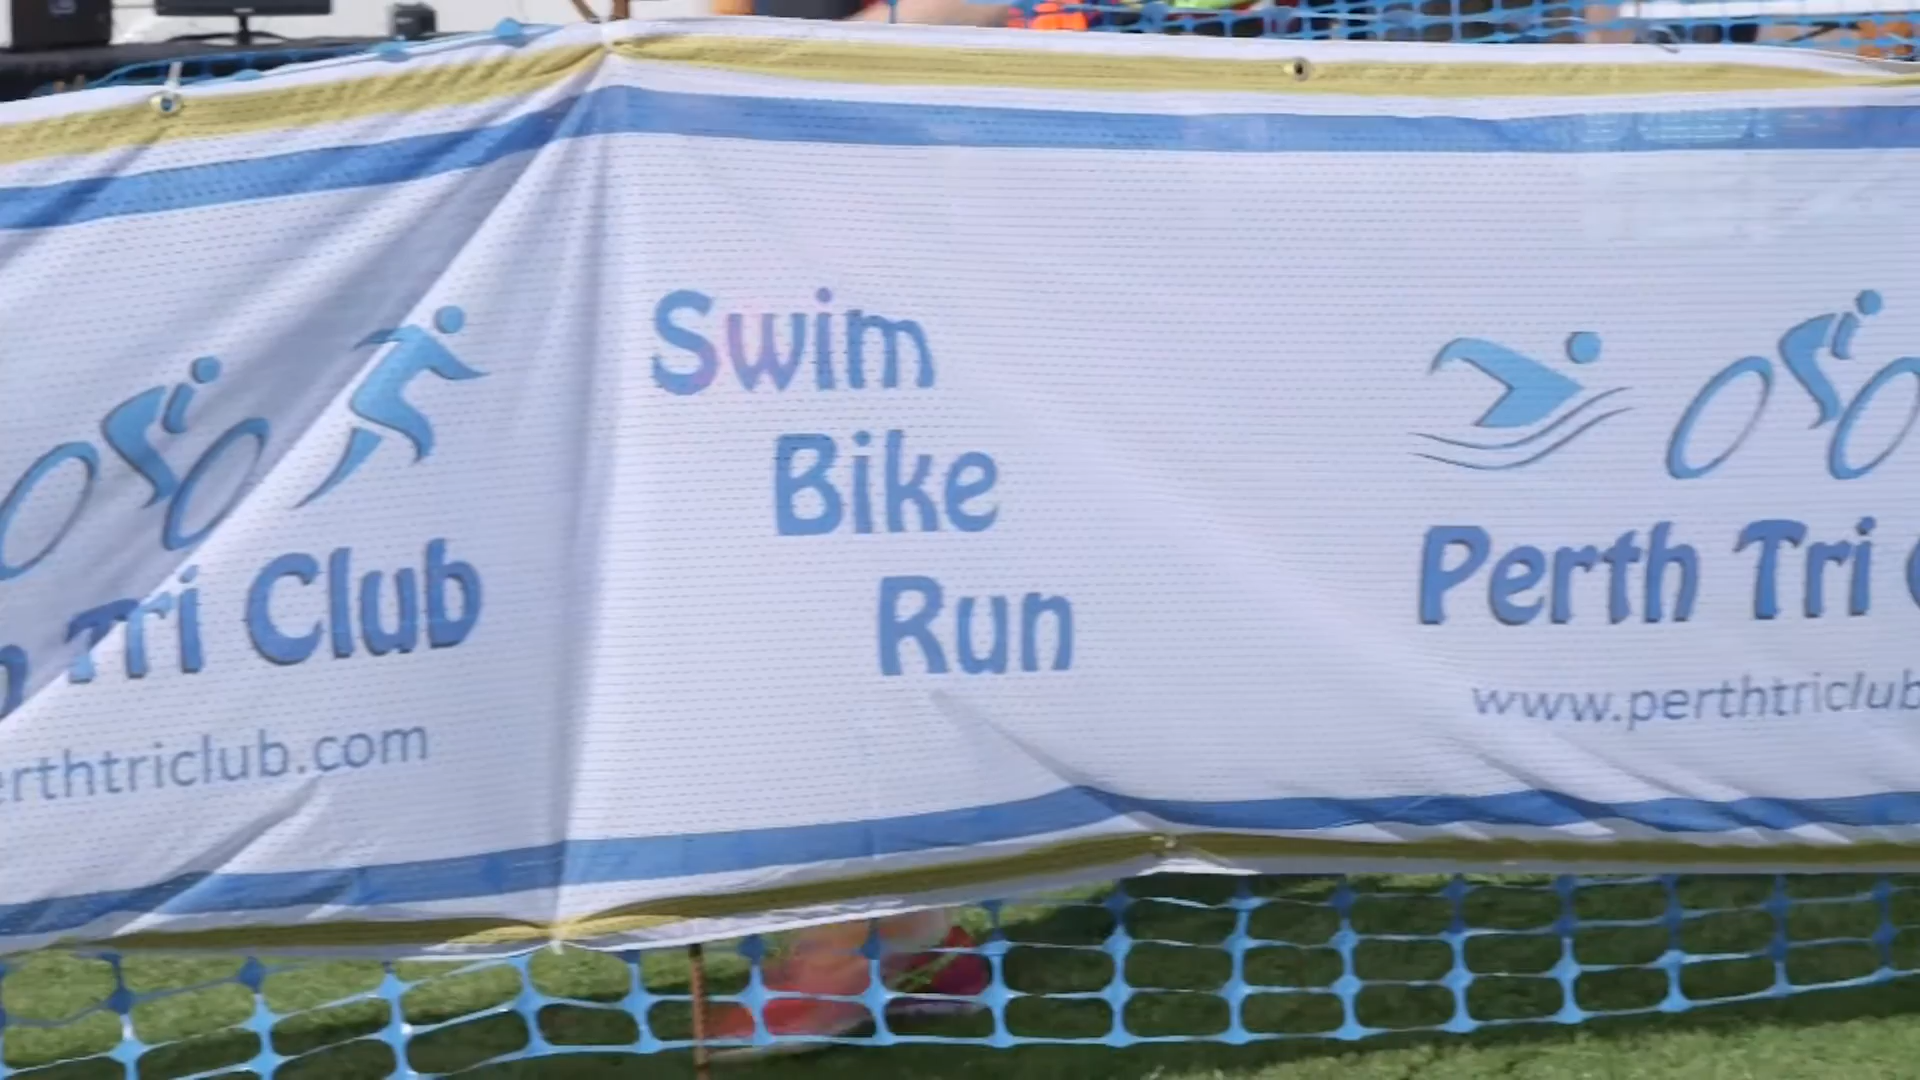 Tri Club
erthtriclub.com
Swim
Bike
Run
Perth Tri
www.perthtriclub